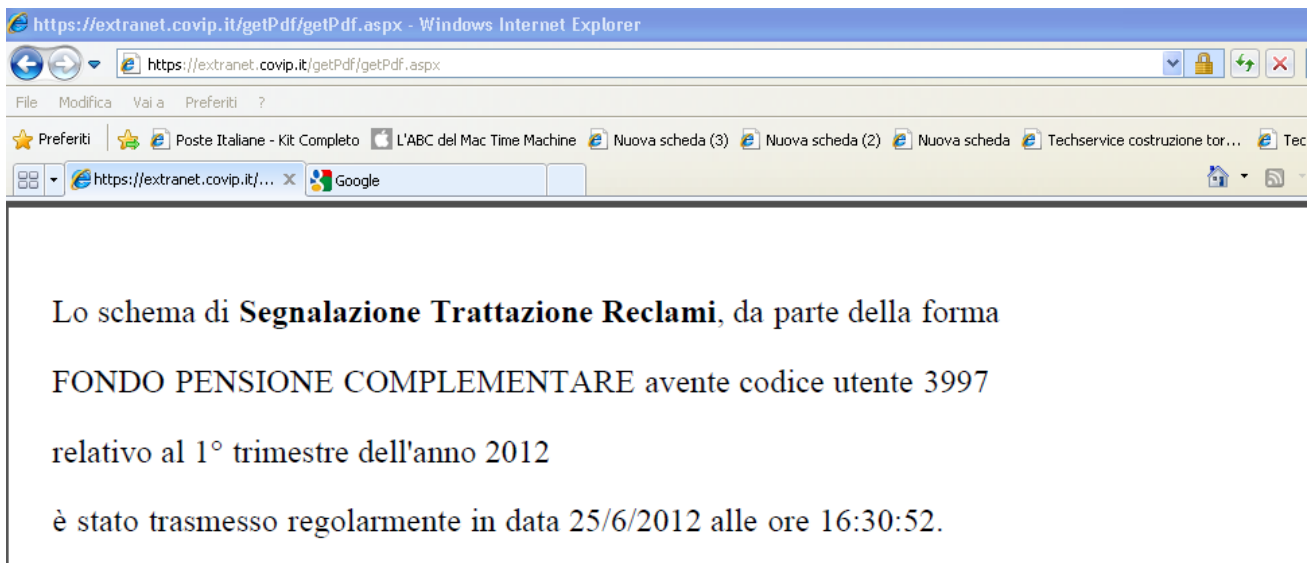 https://extranet.covip.it/getPdf/getPdf.aspx - Windows Internet Explorer
https://extranet.covip.it/getPdf/getPdf.aspx
File Modifica Vai a Preferiti ?
Preferiti Poste Italiane - Kit Completo L'ABC del Mac Time Machine Nuova scheda (3) Nuova scheda (2) Nuova scheda Techservice costruzione tor... Tec
https://extranet.covip.it/... Google
Lo schema di Segnalazione Trattazione Reclami, da parte della forma
FONDO PENSIONE COMPLEMENTARE avente codice utente 3997
relativo al 1° trimestre dell'anno 2012
è stato trasmesso regolarmente in data 25/6/2012 alle ore 16:30:52.